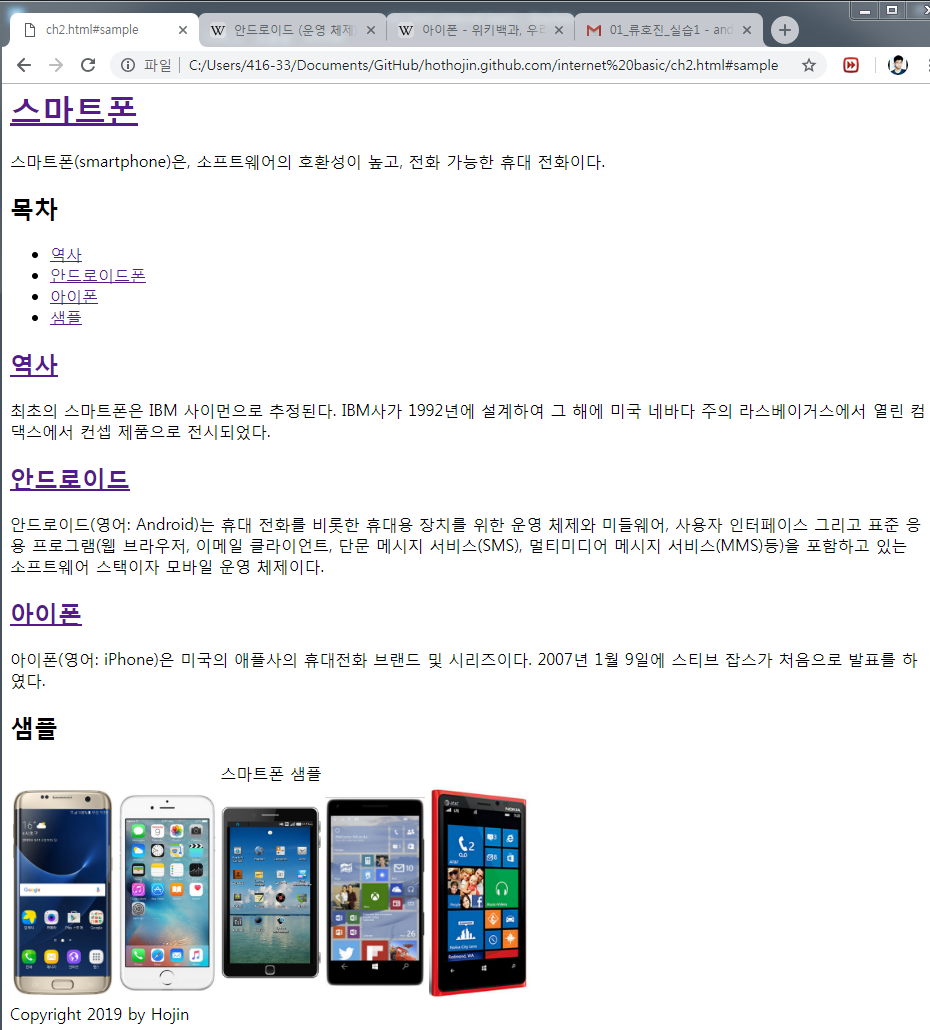 ch2.html#sample
안드로이드 (운영 체제
아이폰 - 위키백과, 우리
01_류호진_실습1 - and
파일
C:/Users/416-33/Documents/GitHub/hothojin.github.com/internet%20basic/ch2.html#sample
스마트폰
스마트폰(smartphone)은, 소프트웨어의 호환성이 높고, 전화 가능한 휴대 전화이다.
목차
역사
안드로이드폰
아이폰
샘플
역사
최초의 스마트폰은 IBM 사이먼으로 추정된다. IBM사가 1992년에 설계하여 그 해에 미국 네바다 주의 라스베이거스에서 열린 컴
댁스에서 컨셉 제품으로 전시되었다.
안드로이드
안드로이드(영어: Android)는 휴대 전화를 비롯한 휴대용 장치를 위한 운영 체제와 미들웨어, 사용자 인터페이스 그리고 표준 응
용 프로그램(웹 브라우저, 이메일 클라이언트, 단문 메시지 서비스(SMS), 멀티미디어 메시지 서비스(MMS)등)을 포함하고 있는
소프트웨어 스택이자 모바일 운영 체제이다.
아이폰
아이폰(영어: iPhone)은 미국의 애플사의 휴대전화 브랜드 및 시리즈이다. 2007년 1월 9일에 스티브 잡스가 처음으로 발표를 하
였다.
샘플
스마트폰 샘플
16°
Google
AT&T
NOKIA
Redmond, WA
Copyright 2019 by Hojin